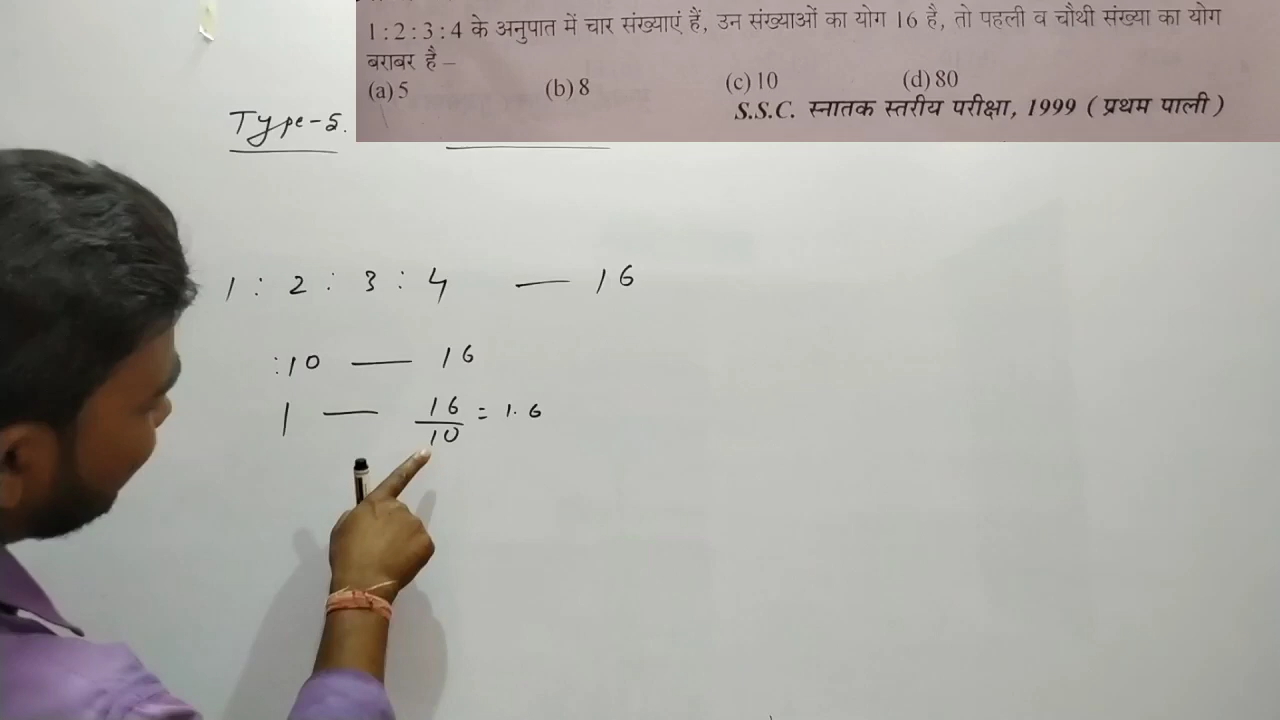 1 : 2 : 3 : 4 के अनुपात में चार संख्याएं हैं, उन संख्याओं का योग 16 है, तो पहली व चौथी संख्या का योग
बराबर है –
(a) 5 (b) 8 (c) 10 (d) 80
S.S.C. स्नातक स्तरीय परीक्षा, 1999 ( प्रथम पाली )
Type-5.
1 : 2 : 3 : 4 — 16
:10 — 16
1 — 16/10 = 1.6